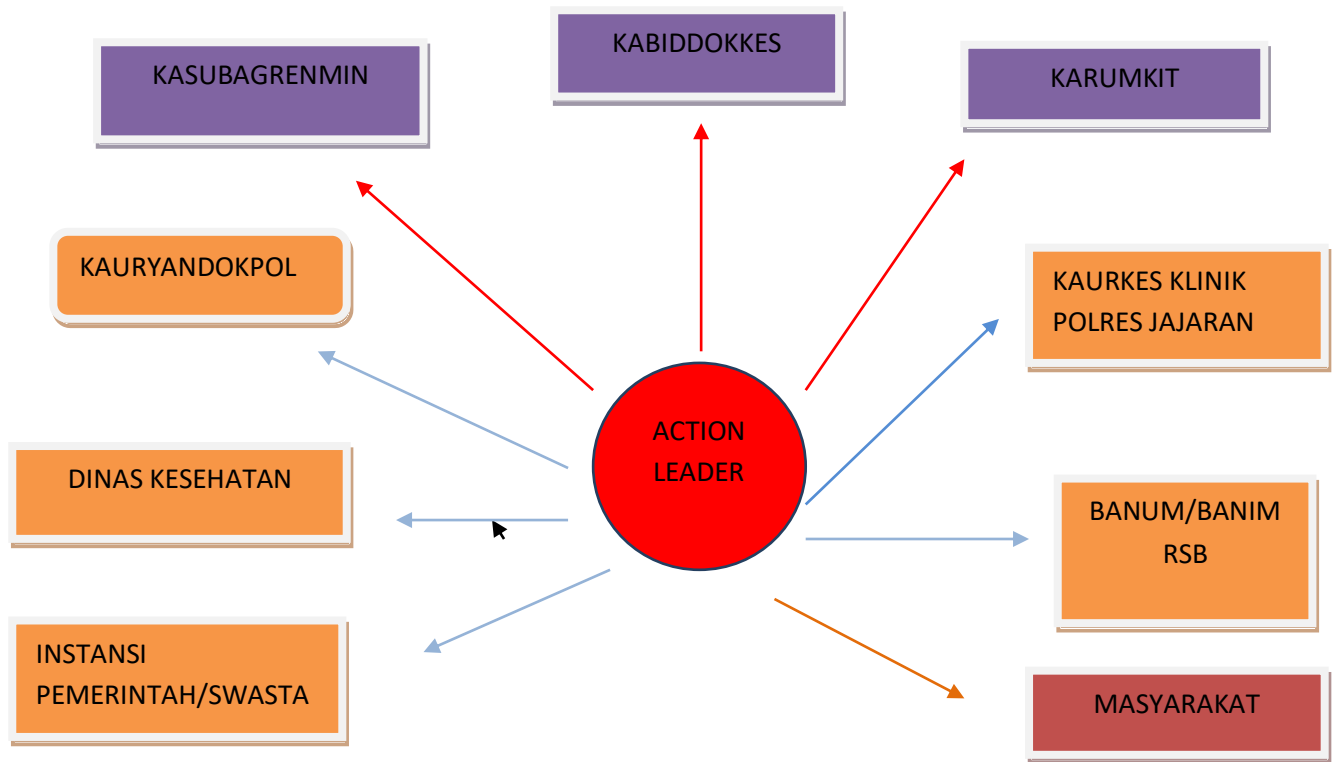 KABIDDOKKES
KASUBAGRENMIN
KARUMKIT
KAURYANDOKPOL
KAURKES KLINIK
POLRES JAJARAN
ACTION
LEADER
DINAS KESEHATAN
BANUM/BANIM
RSB
INSTANSI
PEMERINTAH/SWASTA
MASYARAKAT